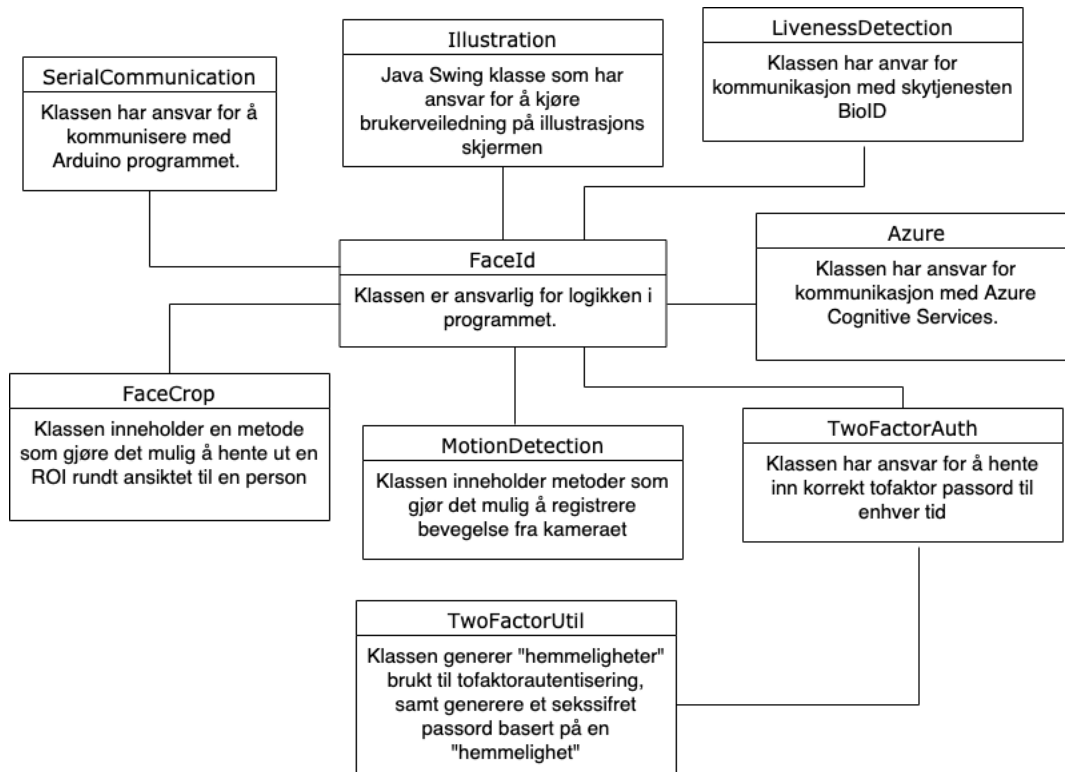 Illustration
Java Swing klasse som har
ansvar for å kjøre
brukerveiledning på illustrasjons
skjermen
LivenessDetection
Klassen har anvar for
kommunikasjon med skytjenesten
BioID
SerialCommunication
Klassen har ansvar for å
kommunisere med
Arduino programmet.
FaceId
Klassen er ansvarlig for logikken i
programmet.
Azure
Klassen har ansvar for
kommunikasjon med Azure
Cognitive Services.
FaceCrop
Klassen inneholder en metode
som gjøre det mulig å hente ut en
ROI rundt ansiktet til en person
MotionDetection
Klassen inneholder metoder som
gjør det mulig å registrere
bevegelse fra kameraet
TwoFactorAuth
Klassen har ansvar for å hente
inn korrekt tofaktor passord til
enhver tid
TwoFactorUtil
Klassen generer "hemmeligheter"
brukt til tofaktorautentisering,
samt generere et sekssifret
passord basert på en
"hemmelighet"